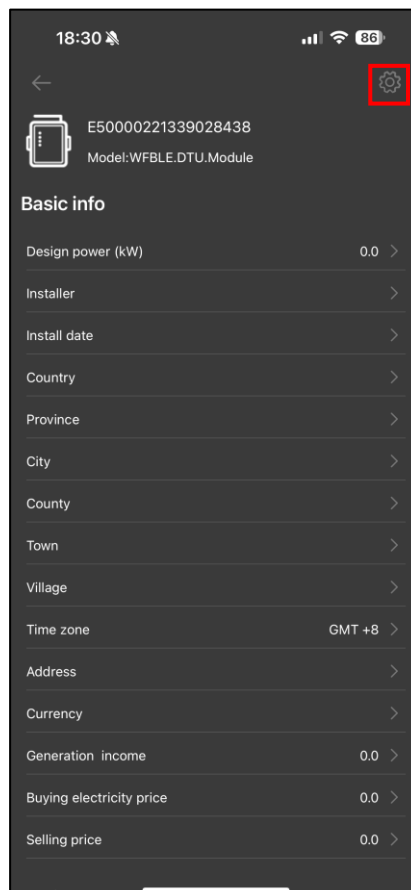 18:30
86
E50000221339028438
Model:WFBLE.DTU.Module
Basic info
Design power (kW) 0.0
Installer
Install date
Country
Province
City
County
Town
Village
Time zone GMT +8
Address
Currency
Generation income 0.0
Buying electricity price 0.0
Selling price 0.0